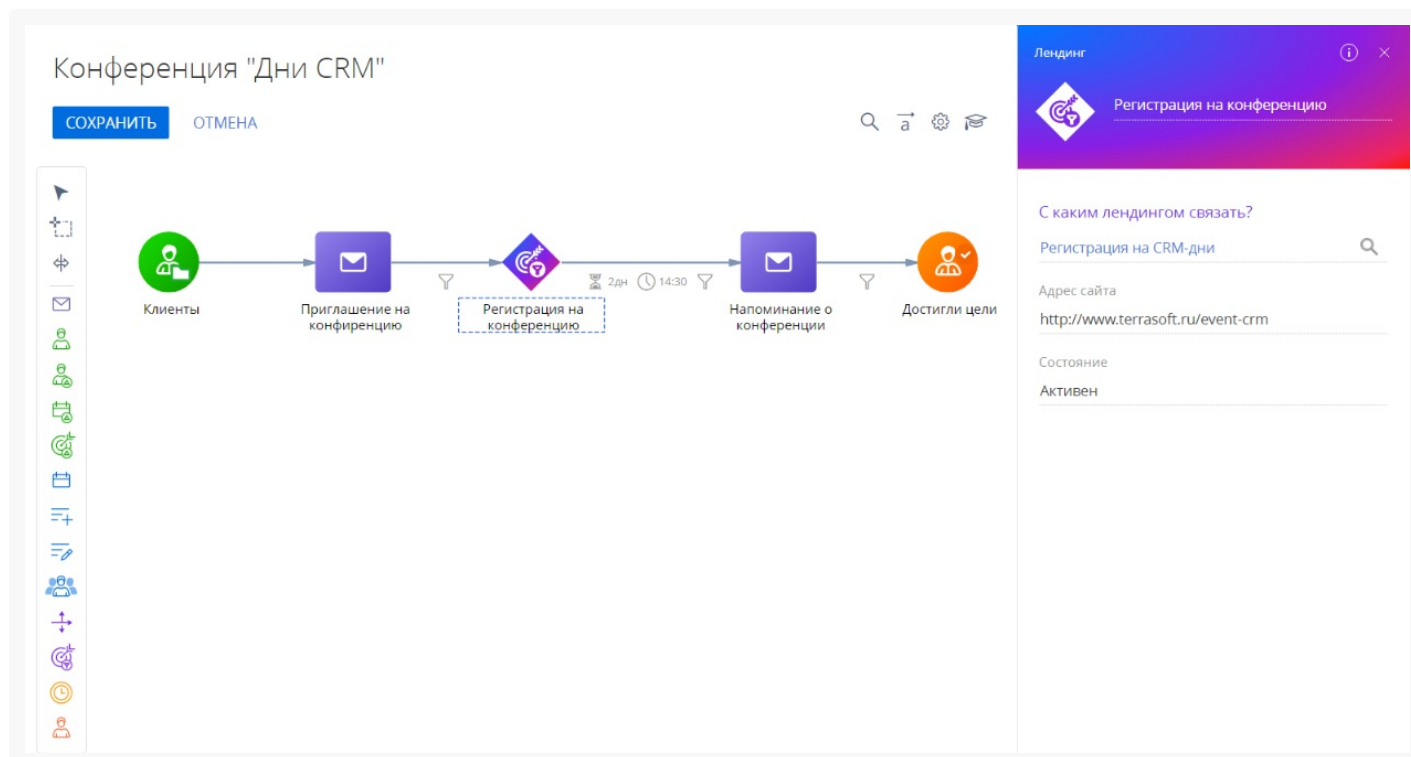 Конференция "Дни CRM"
СОХРАНИТЬ ОТМЕНА
Клиенты
Приглашение на
конфиренцию
Регистрация на
конференцию
2дн 14:30
Напоминание о
конференции
Достигли цели
Лендинг
Регистрация на конференцию
С каким лендингом связать?
Регистрация на CRM-дни
Адрес сайта
http://www.terrasoft.ru/event-crm
Состояние
Активен